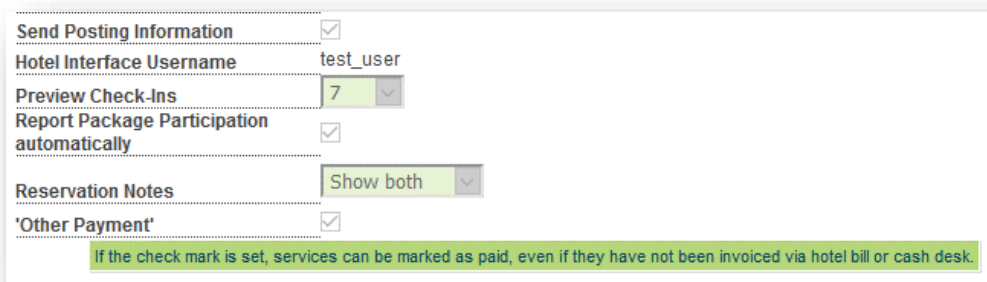 Send Posting Information
Hotel Interface Username test_user
Preview Check-Ins 7
Report Package Participation
automatically
Reservation Notes Show both
'Other Payment'
If the check mark is set, services can be marked as paid, even if they have not been invoiced via hotel bill or cash desk.